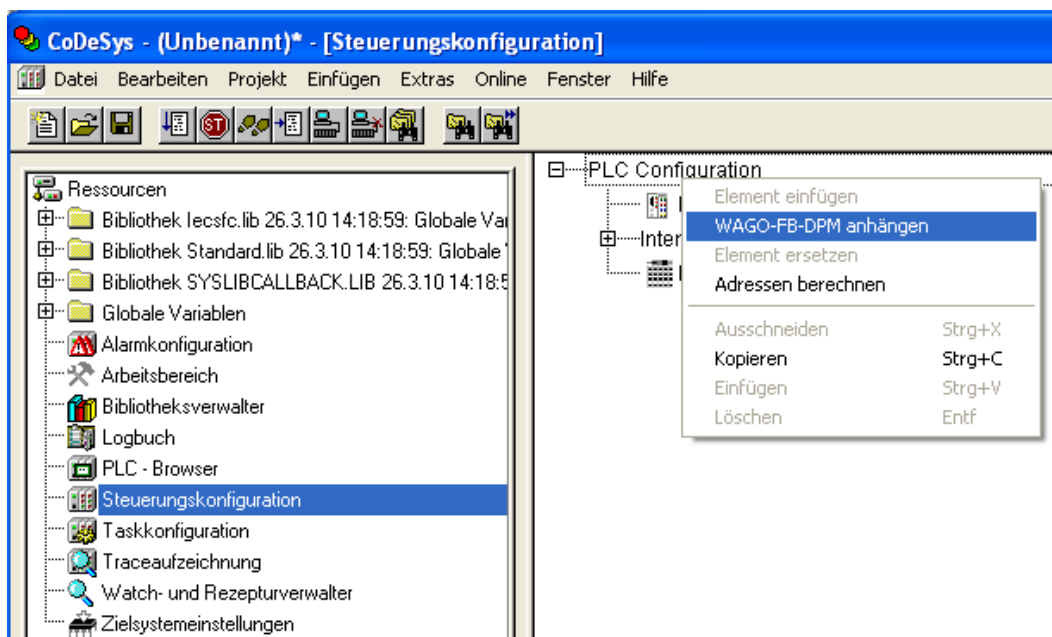 CoDeSys - (Unbenannt)* - [Steuerungskonfiguration]
Datei Bearbeiten Projekt Einfügen Extras Online Fenster Hilfe
ST
Ressourcen
Bibliothek Iecsfc.lib 26.3.10 14:18:59: Globale Var
Bibliothek Standard.lib 26.3.10 14:18:59: Globale
Bibliothek SYSLIBCALLBACK.LIB 26.3.10 14:18:5
Globale Variablen
Alarmkonfiguration
Arbeitsbereich
Bibliotheksverwalter
Logbuch
PLC - Browser
Steuerungskonfiguration
Taskkonfiguration
Traceaufzeichnung
Watch- und Rezepturverwalter
Zielsystemeinstellungen
PLC Configuration
Inter
Element einfügen
WAGO-FB-DPM anhängen
Element ersetzen
Adressen berechnen
Ausschneiden Strg+X
Kopieren Strg+C
Einfügen Strg+V
Löschen Entf